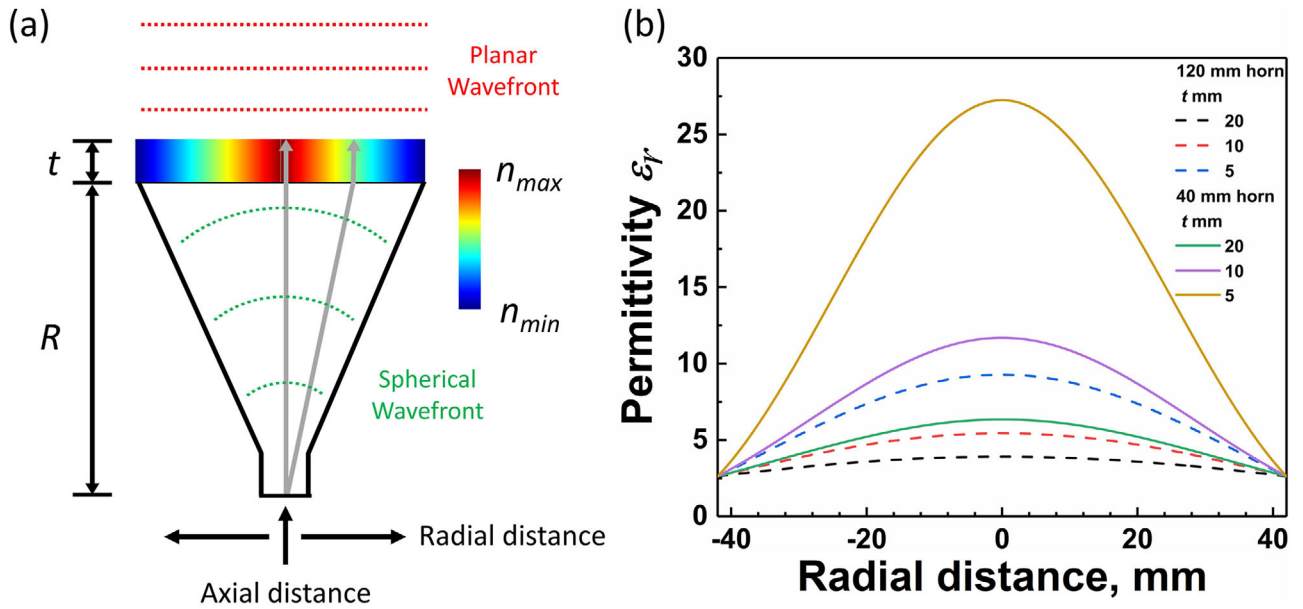 (a)
Planar
Wavefront
t
n_max
n_min
R
Spherical
Wavefront
Radial distance
Axial distance
(b)
30
25
20
15
10
5
0
Permittivity ε_r
120 mm horn
t mm
20
10
5
40 mm horn
t mm
20
10
5
-40
-20
0
20
40
Radial distance, mm